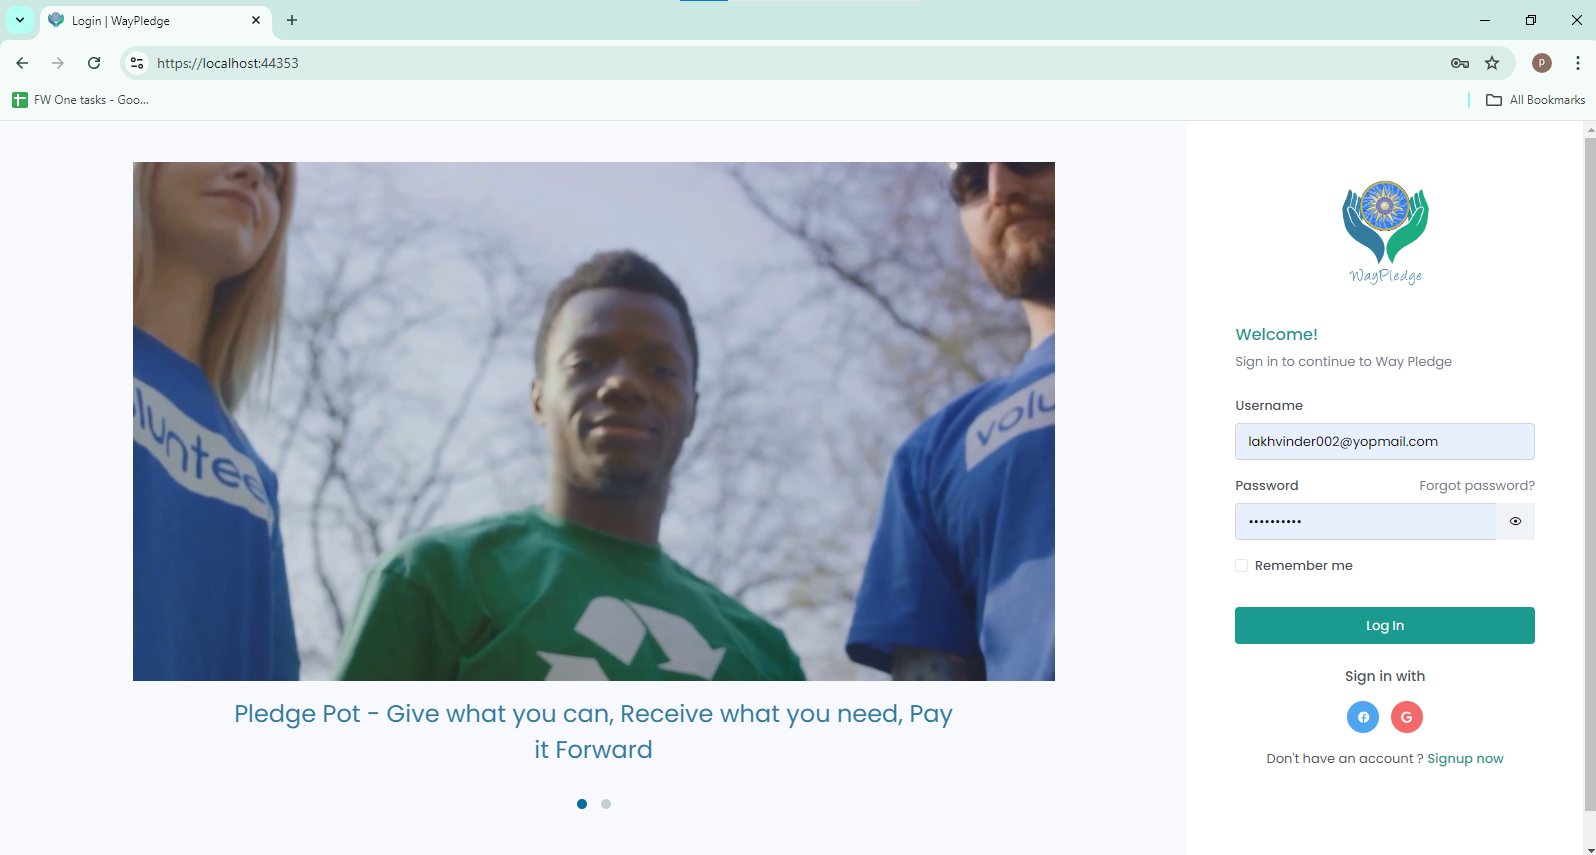 Login | WayPledge
https://localhost:44353
P
FW One tasks - Goo...
All Bookmarks
volunteer
volu
Pledge Pot - Give what you can, Receive what you need, Pay
it Forward
WayPledge
Welcome!
Sign in to continue to Way Pledge
Username
lakhvinder002@yopmail.com
Password
Forgot password?
••••••••••
Remember me
Log In
Sign in with
G
Don't have an account ? Signup now